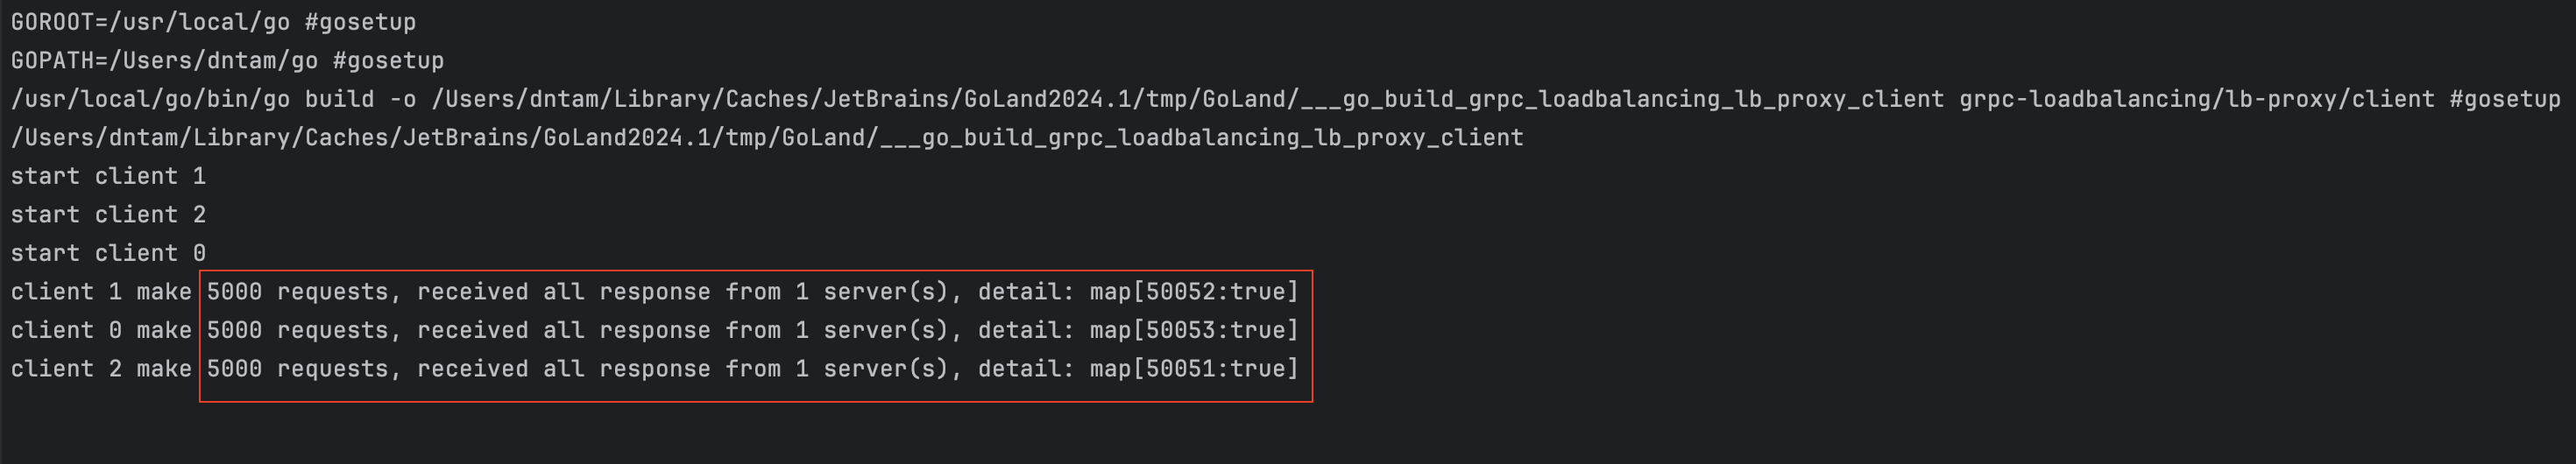 GOROOT=/usr/local/go #gosetup
GOPATH=/Users/dntam/go #gosetup
/usr/local/go/bin/go build -o /Users/dntam/Library/Caches/JetBrains/GoLand2024.1/tmp/GoLand/___go_build_grpc_loadbalancing_lb_proxy_client grpc-loadbalancing/lb-proxy/client #gosetup
/Users/dntam/Library/Caches/JetBrains/GoLand2024.1/tmp/GoLand/___go_build_grpc_loadbalancing_lb_proxy_client
start client 1
start client 2
start client 0
client 1 make 5000 requests, received all response from 1 server(s), detail: map[50052:true]
client 0 make 5000 requests, received all response from 1 server(s), detail: map[50053:true]
client 2 make 5000 requests, received all response from 1 server(s), detail: map[50051:true]